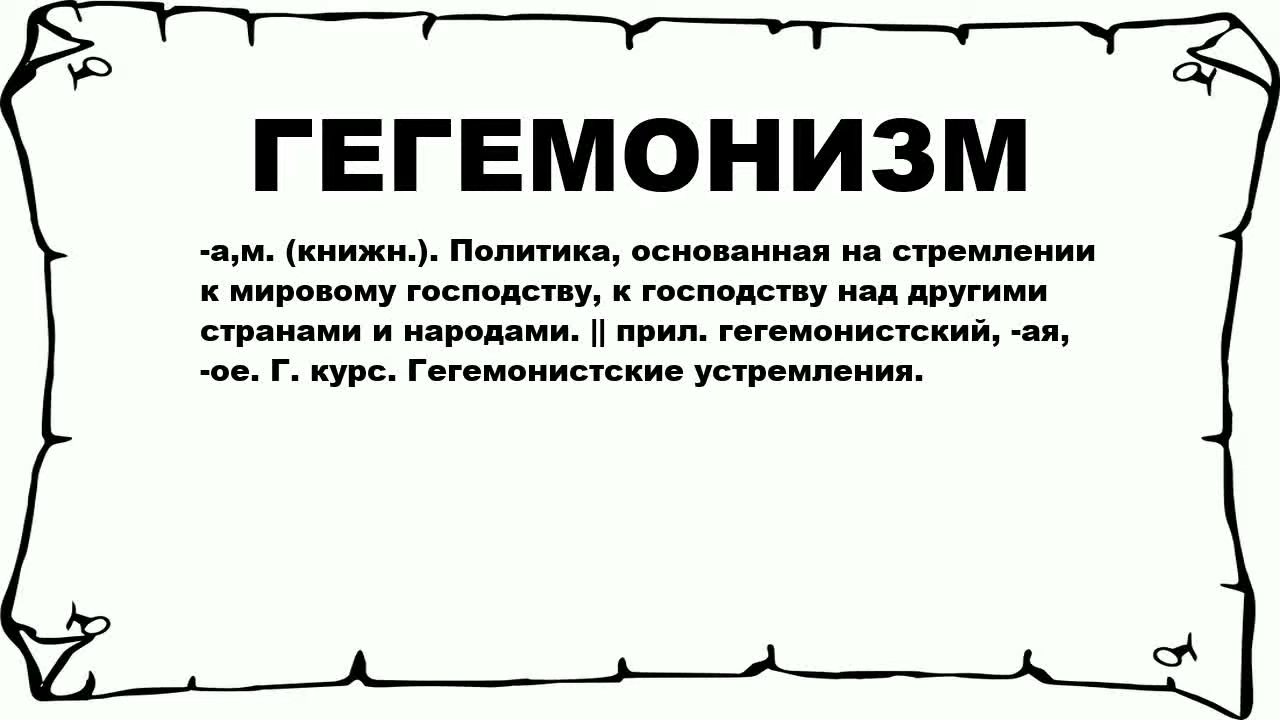 ГЕГЕМОНИЗМ
-а,м. (книжн.). Политика, основанная на стремлении
к мировому господству, к господству над другими
странами и народами. || прил. гегемонистский, -ая,
-ое. Г. курс. Гегемонистские устремления.